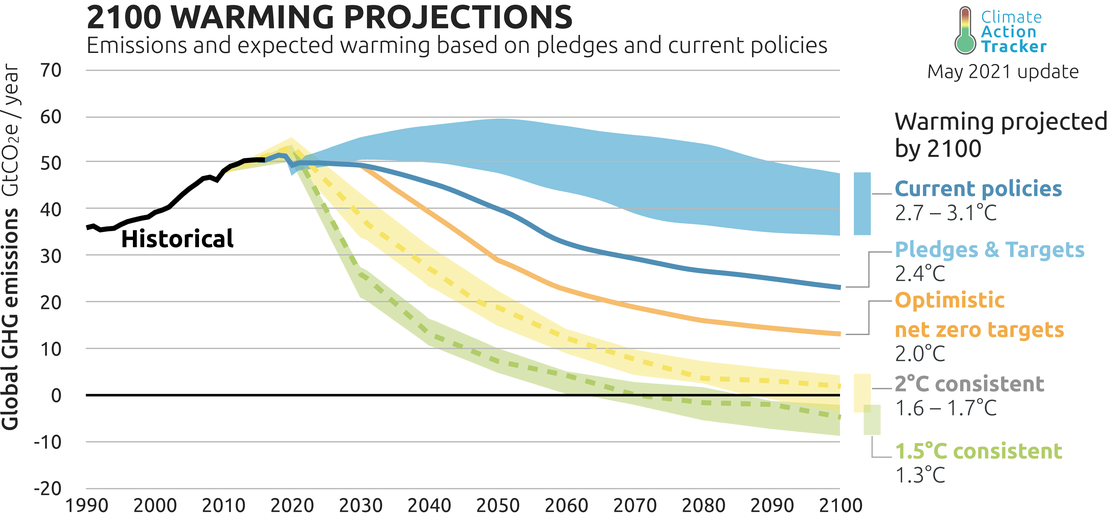 2100 WARMING PROJECTIONS
Emissions and expected warming based on pledges and current policies
Climate
Action
Tracker
May 2021 update
Global GHG emissions GtCO₂e / year
70
60
50
40
30
20
10
0
-10
-20
1990 2000 2010 2020 2030 2040 2050 2060 2070 2080 2090 2100
Historical
Warming projected
by 2100
Current policies
2.7 – 3.1°C
Pledges & Targets
2.4°C
Optimistic
net zero targets
2.0°C
2°C consistent
1.6 – 1.7°C
1.5°C consistent
1.3°C